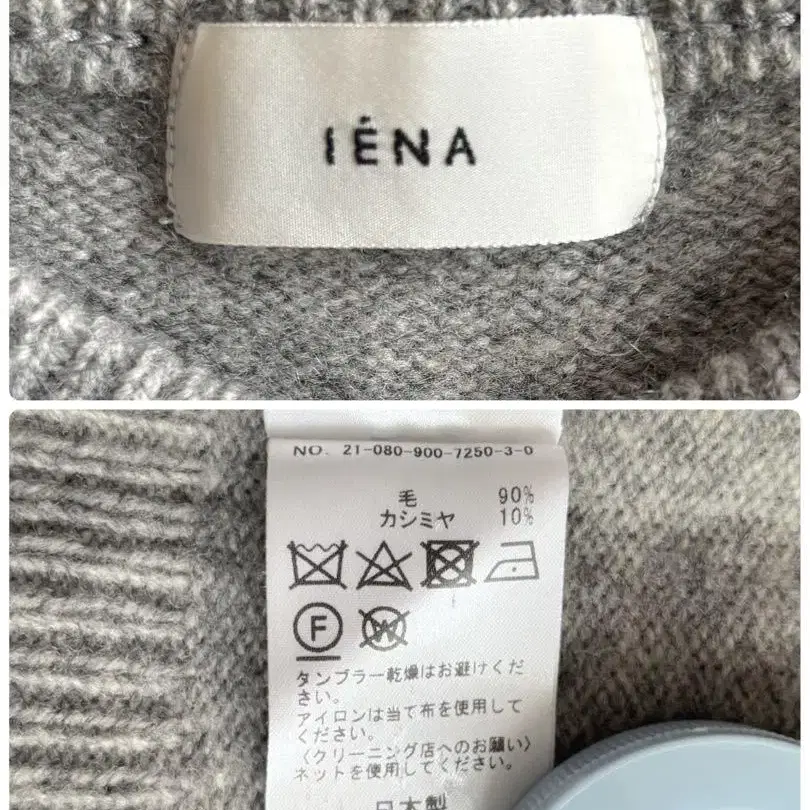 IÉNA
NO. 21-080-900-7250-3-0
毛 90%
カシミヤ 10%
F
W
タンブラー乾燥はお避けくだ
さい。
アイロンは当て布を使用して
ください。
〈クリーニング店へのお願い〉
ネットを使用してください。
日本製